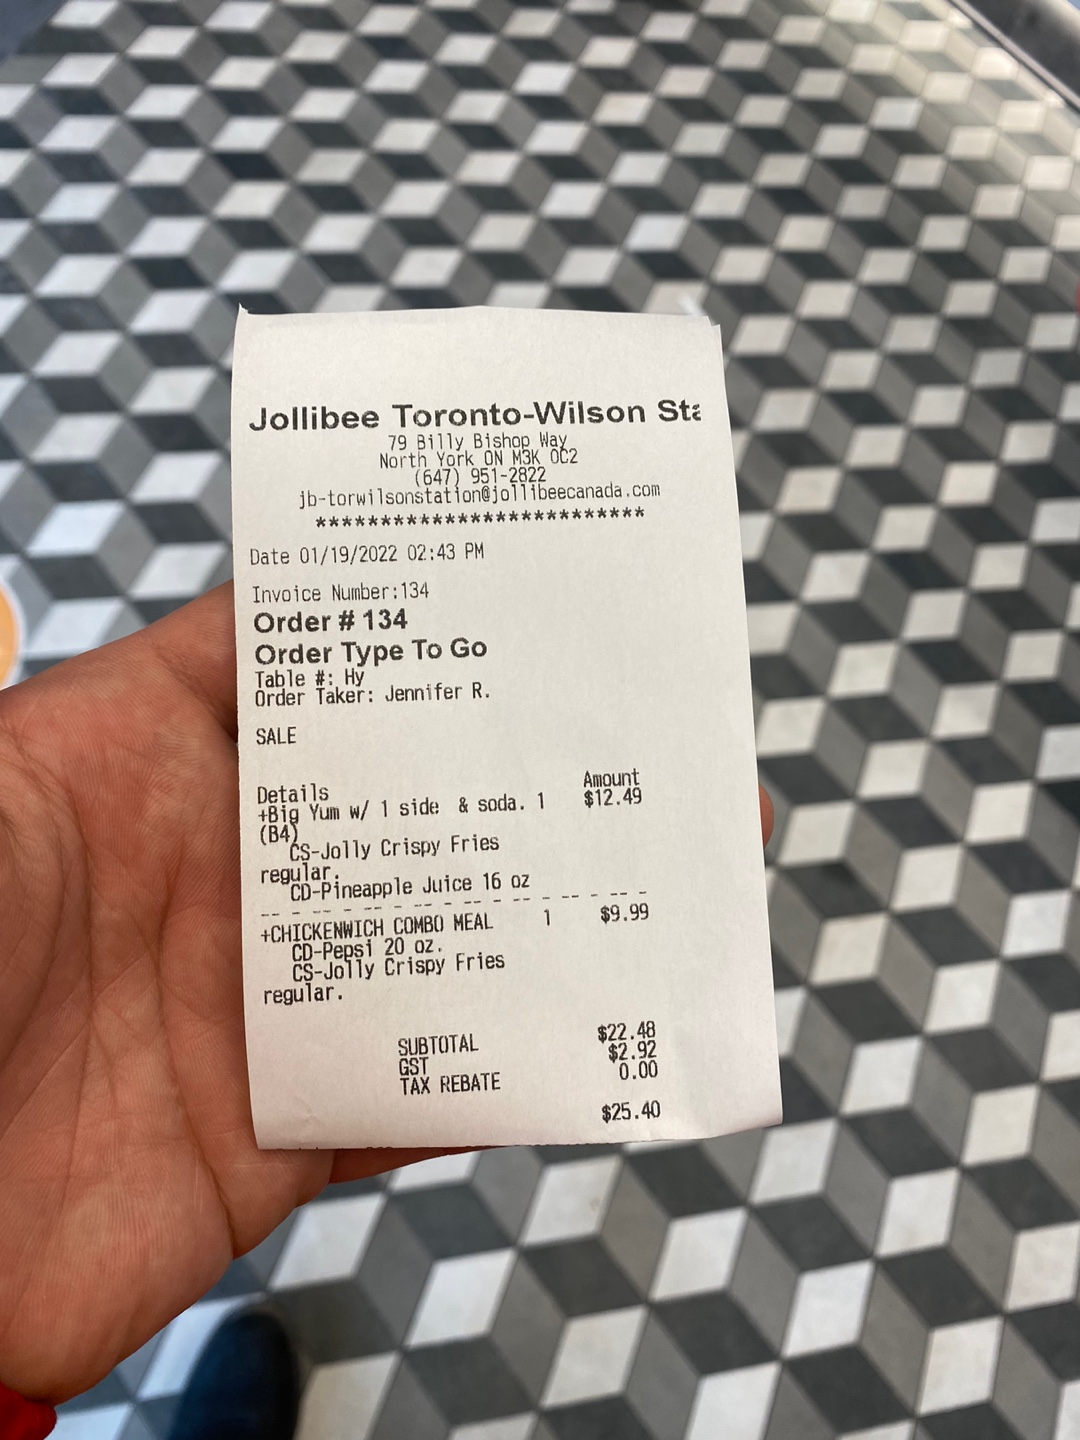 Jollibee Toronto-Wilson Sta
79 Billy Bishop Way
North York ON M3K 0C2
(647) 951-2822
jb-torwilsonstation@jollibeecanada.com
**************************
Date 01/19/2022 02:43 PM
Invoice Number:134
Order # 134
Order Type To Go
Table #: Hy
Order Taker: Jennifer R.
SALE
Details Amount
+Big Yum w/ 1 side & soda. 1 $12.49
(B4)
CS-Jolly Crispy Fries
regular.
CD-Pineapple Juice 16 oz
+CHICKENWICH COMBO MEAL 1 $9.99
CD-Pepsi 20 oz.
CS-Jolly Crispy Fries
regular.
SUBTOTAL $22.48
GST $2.92
TAX REBATE 0.00
$25.40